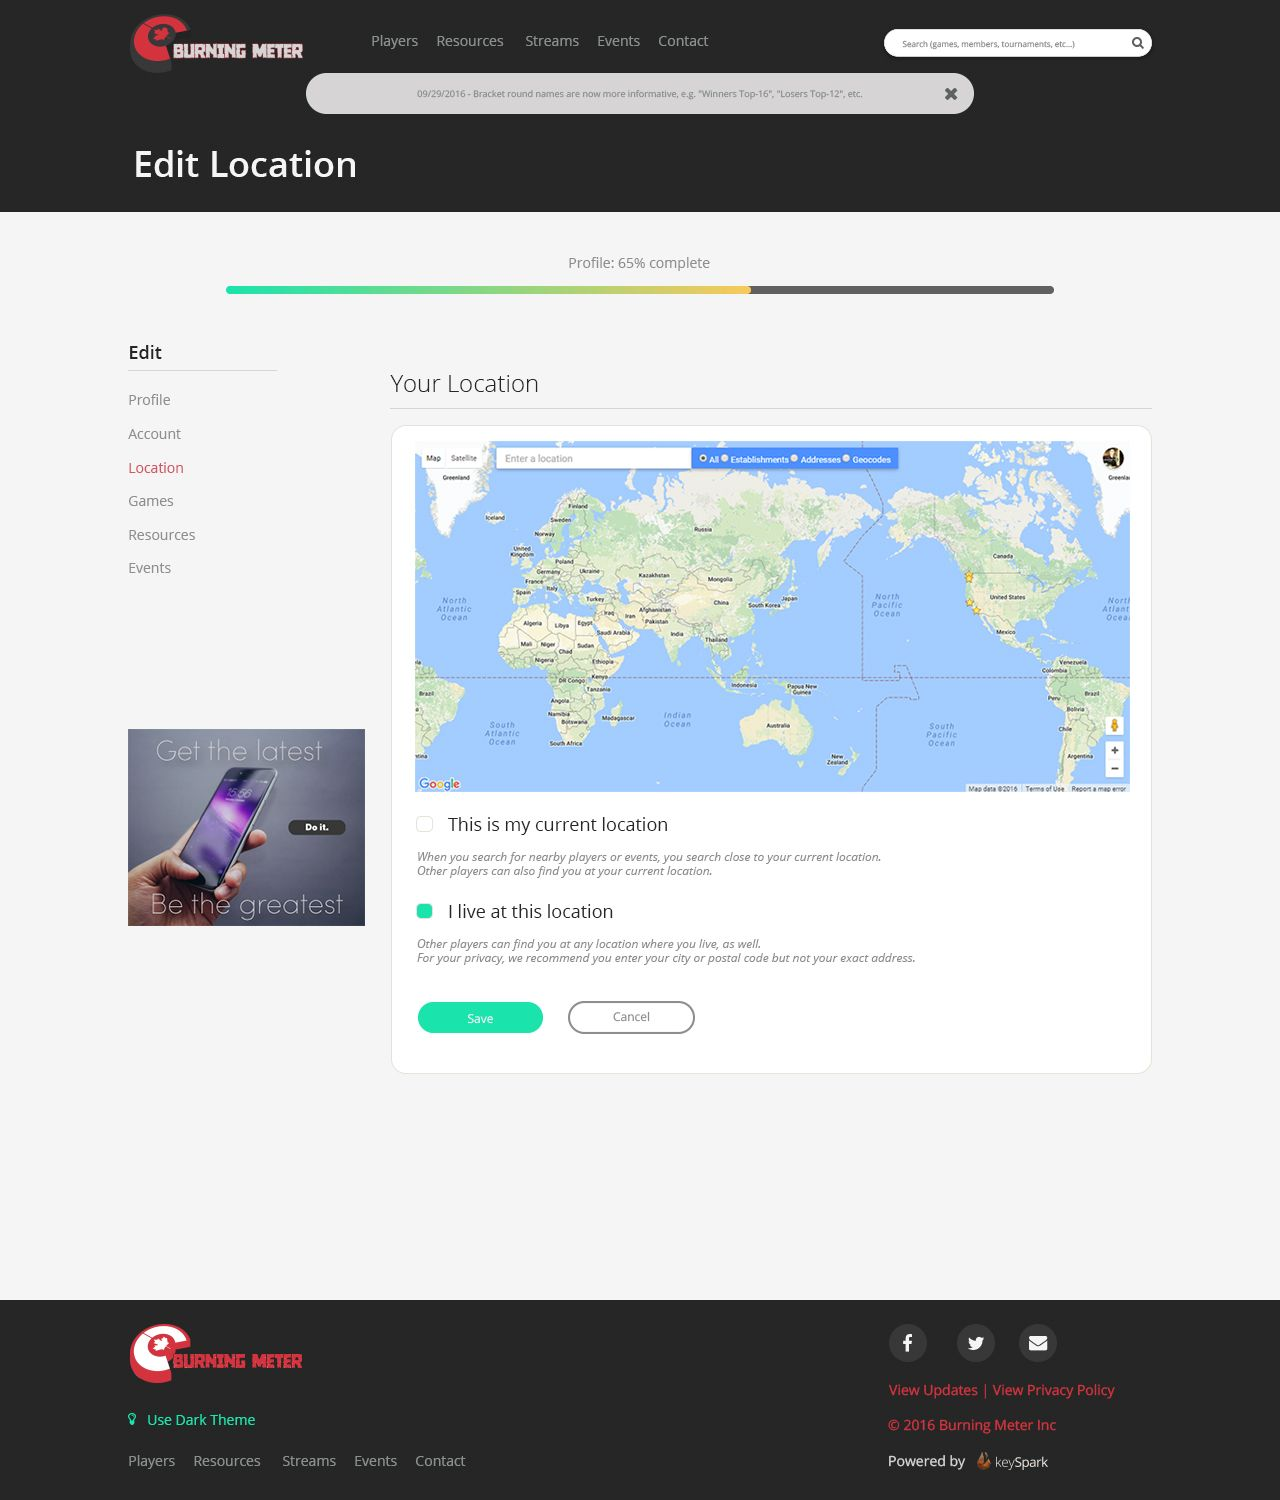 BURNING METER
Players Resources Streams Events Contact
Search (games, members, tournaments, etc...)
09/29/2016 - Bracket round names are now more informative, e.g. "Winners Top-16", "Losers Top-12", etc.
Edit Location
Profile: 65% complete
Edit
Profile
Account
Location
Games
Resources
Events
Get the latest
15:56
Do it.
Be the greatest
Your Location
Map Satellite
Enter a location
All Establishments Addresses Geocodes
Greenland
Iceland
Finland
Sweden
Norway
Russia
United Kingdom
Poland
Germany
Ukraine
France
Kazakhstan
Mongolia
Spain
Italy
Turkey
China
South Korea
Japan
Iraq
Afghanistan
Pakistan
Algeria
Libya
Egypt
Saudi Arabia
India
Thailand
Mali
Niger
Chad
Sudan
Nigeria
Ethiopia
DR Congo
Kenya
Tanzania
Angola
Namibia
Botswana
Madagascar
South Africa
Indonesia
Papua New Guinea
Australia
New Zealand
North Atlantic Ocean
South Atlantic Ocean
Indian Ocean
North Pacific Ocean
South Pacific Ocean
Canada
United States
Mexico
Venezuela
Colombia
Peru
Brazil
Bolivia
Chile
Argentina
Brazil
Google
Map data ©2016 Terms of Use Report a map error
This is my current location
When you search for nearby players or events, you search close to your current location.
Other players can also find you at your current location.
I live at this location
Other players can find you at any location where you live, as well.
For your privacy, we recommend you enter your city or postal code but not your exact address.
Save Cancel
BURNING METER
Use Dark Theme
Players Resources Streams Events Contact
View Updates | View Privacy Policy
© 2016 Burning Meter Inc
Powered by keySpark